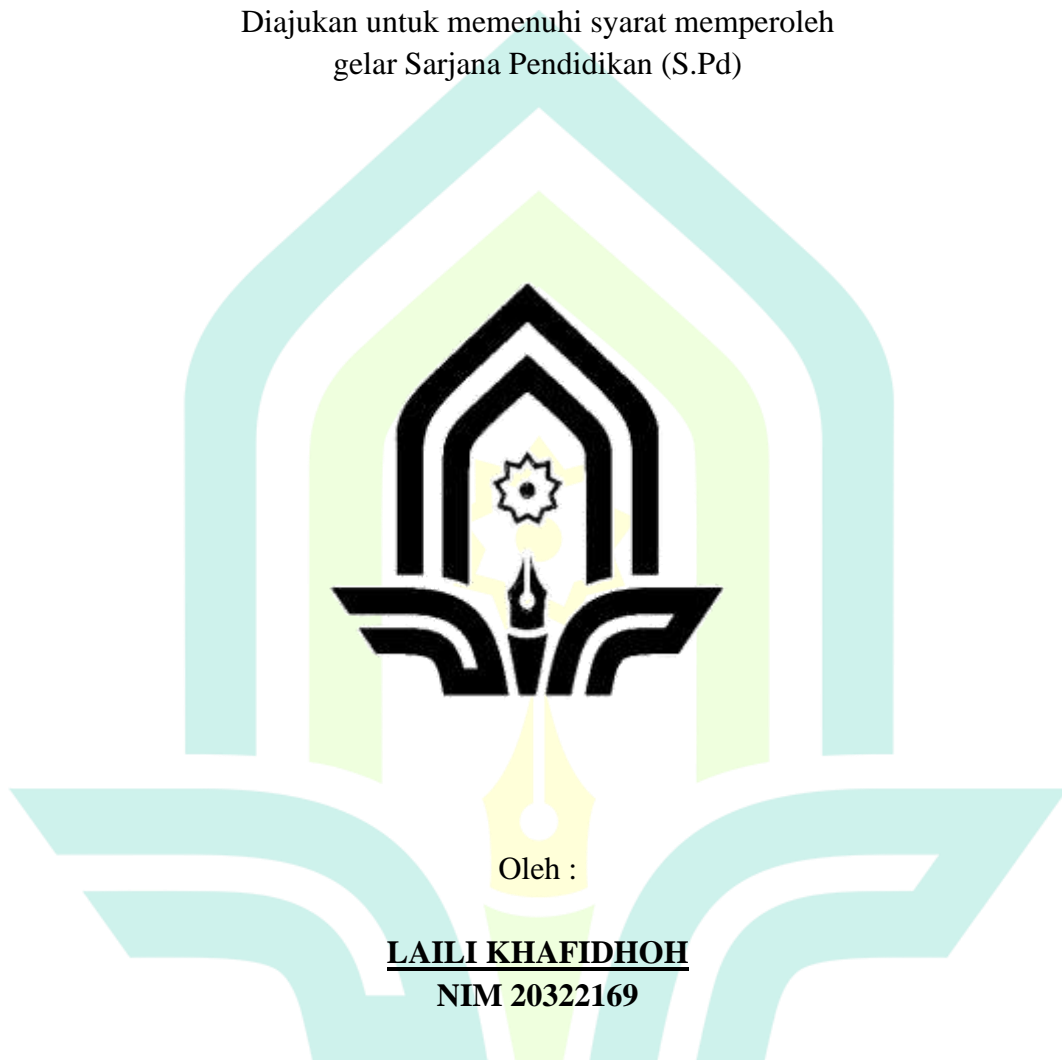 Diajukan untuk memenuhi syarat memperoleh
gelar Sarjana Pendidikan (S.Pd)
Oleh :
LAILI KHAFIDHOH
NIM 20322169